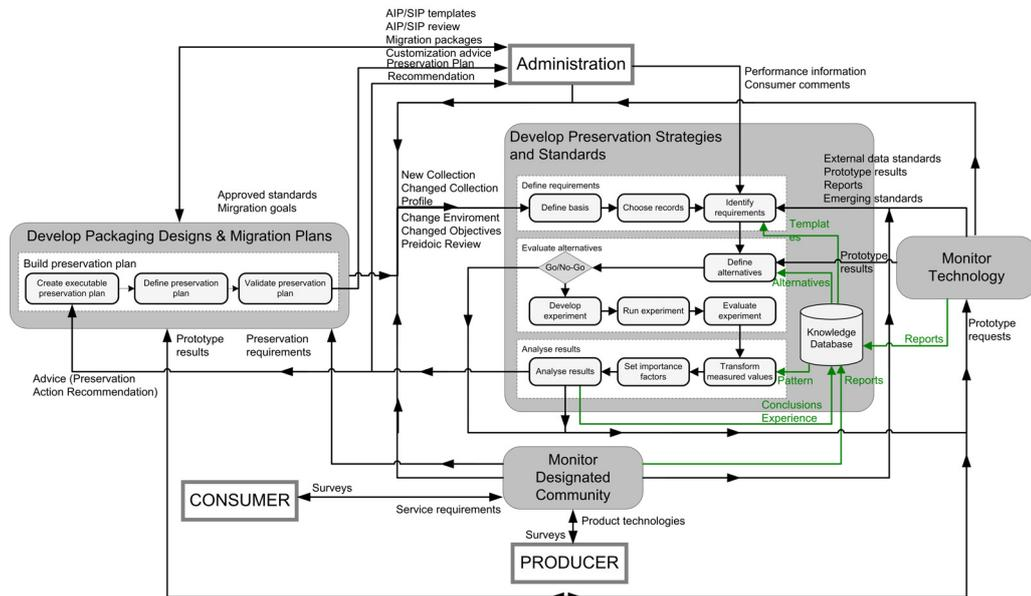 AIP/SIP templates
AIP/SIP review
Migration packages
Customization advice
Preservation Plan
Recommendation
Administration
Performance information
Consumer comments
Develop Preservation Strategies
and Standards
External data standards
Prototype results
Reports
Emerging standards
New Collection
Changed Collection
Profile
Change Enviroment
Changed Objectives
Preidoic Review
Define requirements
Define basis
Choose records
Identify
requirements
Templat
es
Approved standards
Mirgration goals
Develop Packaging Designs & Migration Plans
Build preservation plan
Create executable
preservation plan
Define preservation
plan
Validate preservation
plan
Evaluate alternatives
Go/No-Go
Define
alternatives
Prototype
results
Alternatives
Monitor
Technology
Develop
experiment
Run experiment
Evaluate
experiment
Knowledge
Database
Reports
Prototype
requests
Prototype
results
Preservation
requirements
Analyse results
Analyse results
Set importance
factors
Transform
measured values
Pattern
Reports
Advice (Preservation
Action Recommendation)
Conclusions
Experience
Monitor
Designated
Community
CONSUMER
Surveys
Service requirements
Product technologies
Surveys
PRODUCER